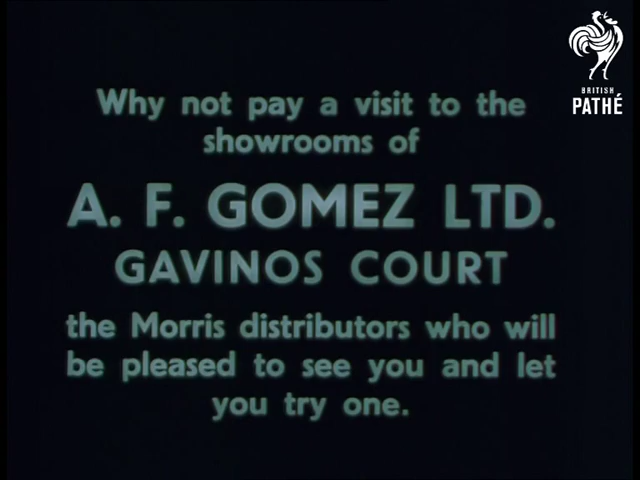 BRITISH
PATHÉ
Why not pay a visit to the
showrooms of
A. F. GOMEZ LTD.
GAVINOS COURT
the Morris distributors who will
be pleased to see you and let
you try one.